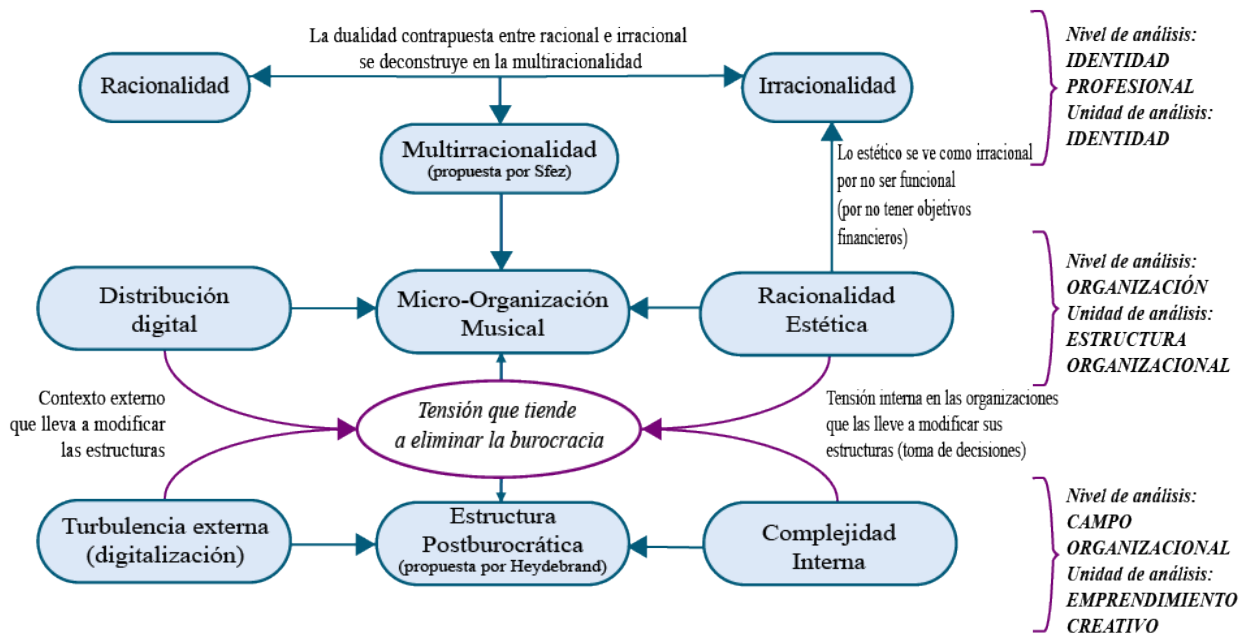 La dualidad contrapuesta entre racional e irracional
se deconstruye en la multiracionalidad
Racionalidad
Irracionalidad
Nivel de análisis:
IDENTIDAD
PROFESIONAL
Unidad de análisis:
IDENTIDAD
Multirracionalidad
(propuesta por Sfez)
Lo estético se ve como irracional
por no ser funcional
(por no tener objetivos
financieros)
Distribución
digital
Micro-Organización
Musical
Racionalidad
Estética
Nivel de análisis:
ORGANIZACIÓN
Unidad de análisis:
ESTRUCTURA
ORGANIZACIONAL
Contexto externo
que lleva a modificar
las estructuras
Tensión que tiende
a eliminar la burocracia
Tensión interna en las organizaciones
que las lleve a modificar sus
estructuras (toma de decisiones)
Turbulencia externa
(digitalización)
Estructura
Postburocrática
(propuesta por Heydebrand)
Complejidad
Interna
Nivel de análisis:
CAMPO
ORGANIZACIONAL
Unidad de análisis:
EMPRENDIMIENTO
CREATIVO